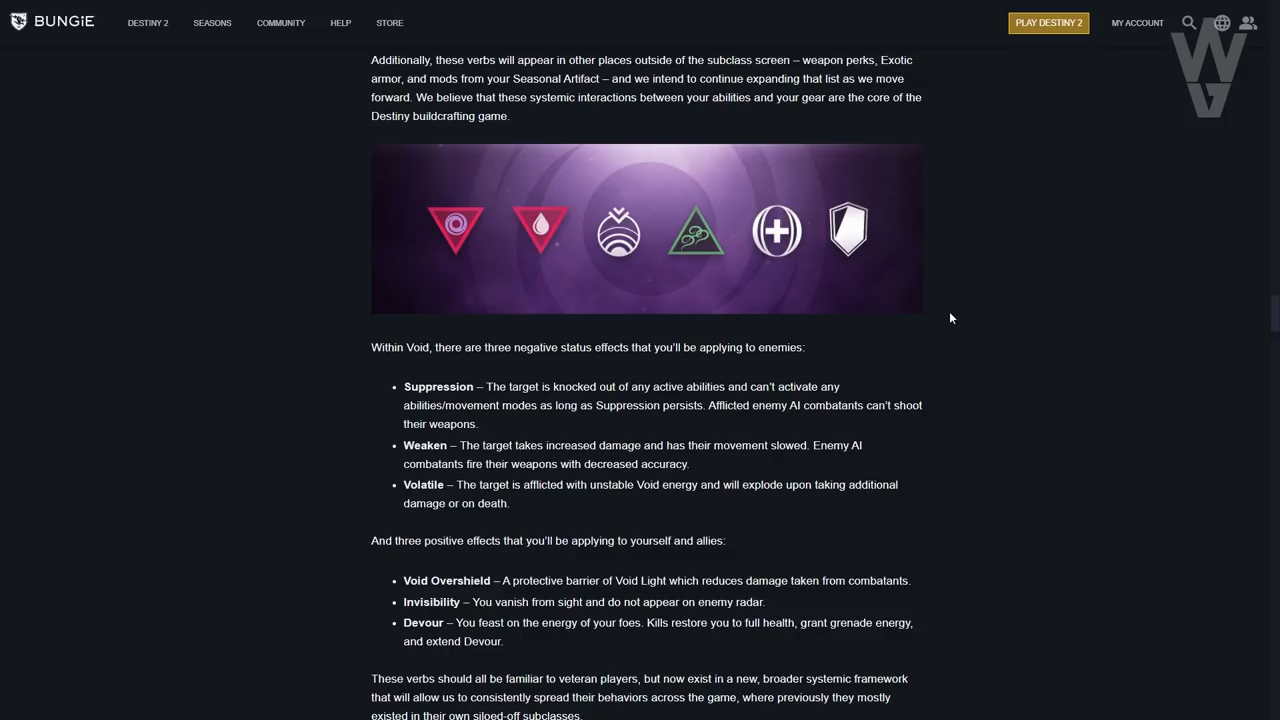 BUNGiE
DESTINY 2
SEASONS
COMMUNITY
HELP
STORE
PLAY DESTINY 2
MY ACCOUNT
Additionally, these verbs will appear in other places outside of the subclass screen – weapon perks, Exotic
armor, and mods from your Seasonal Artifact – and we intend to continue expanding that list as we move
forward. We believe that these systemic interactions between your abilities and your gear are the core of the
Destiny buildcrafting game.
Within Void, there are three negative status effects that you'll be applying to enemies:
• Suppression – The target is knocked out of any active abilities and can't activate any
abilities/movement modes as long as Suppression persists. Afflicted enemy AI combatants can't shoot
their weapons.
• Weaken – The target takes increased damage and has their movement slowed. Enemy AI
combatants fire their weapons with decreased accuracy.
• Volatile – The target is afflicted with unstable Void energy and will explode upon taking additional
damage or on death.
And three positive effects that you'll be applying to yourself and allies:
• Void Overshield – A protective barrier of Void Light which reduces damage taken from combatants.
• Invisibility – You vanish from sight and do not appear on enemy radar.
• Devour – You feast on the energy of your foes. Kills restore you to full health, grant grenade energy,
and extend Devour.
These verbs should all be familiar to veteran players, but now exist in a new, broader systemic framework
that will allow us to consistently spread their behaviors across the game, where previously they mostly
existed in their own siloed-off subclasses.